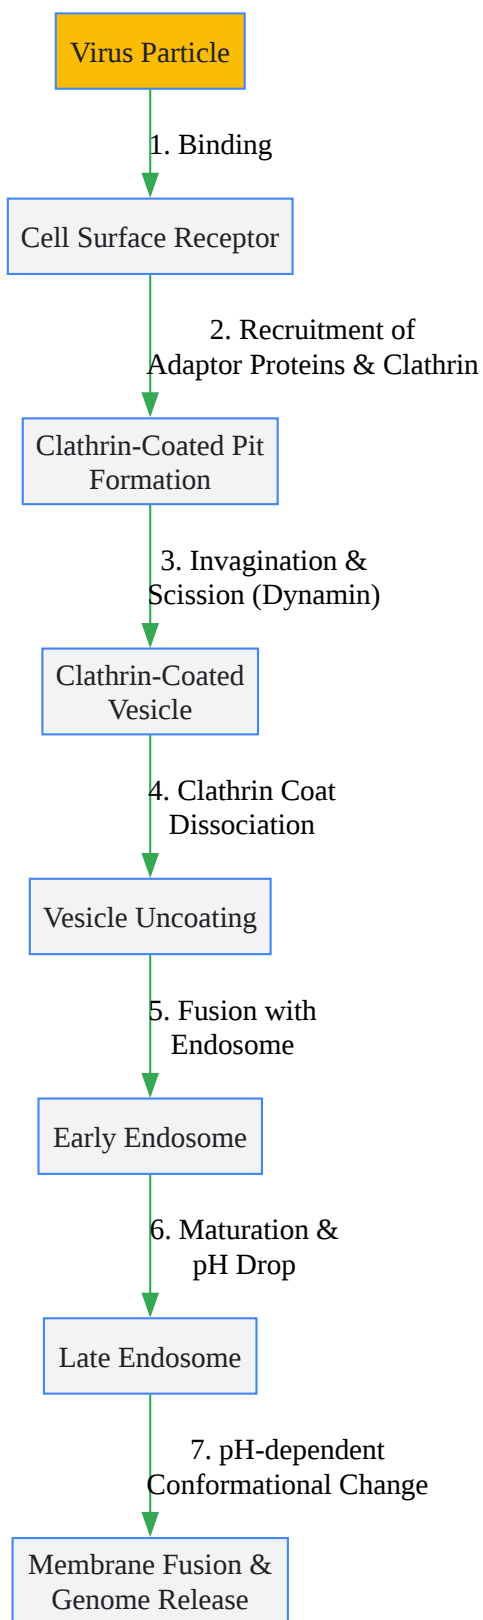 Virus Particle
1. Binding
Cell Surface Receptor
2. Recruitment of
Adaptor Proteins & Clathrin
Clathrin-Coated Pit
Formation
3. Invagination &
Scission (Dynamin)
Clathrin-Coated
Vesicle
4. Clathrin Coat
Dissociation
Vesicle Uncoating
5. Fusion with
Endosome
Early Endosome
6. Maturation &
pH Drop
Late Endosome
7. pH-dependent
Conformational Change
Membrane Fusion &
Genome Release